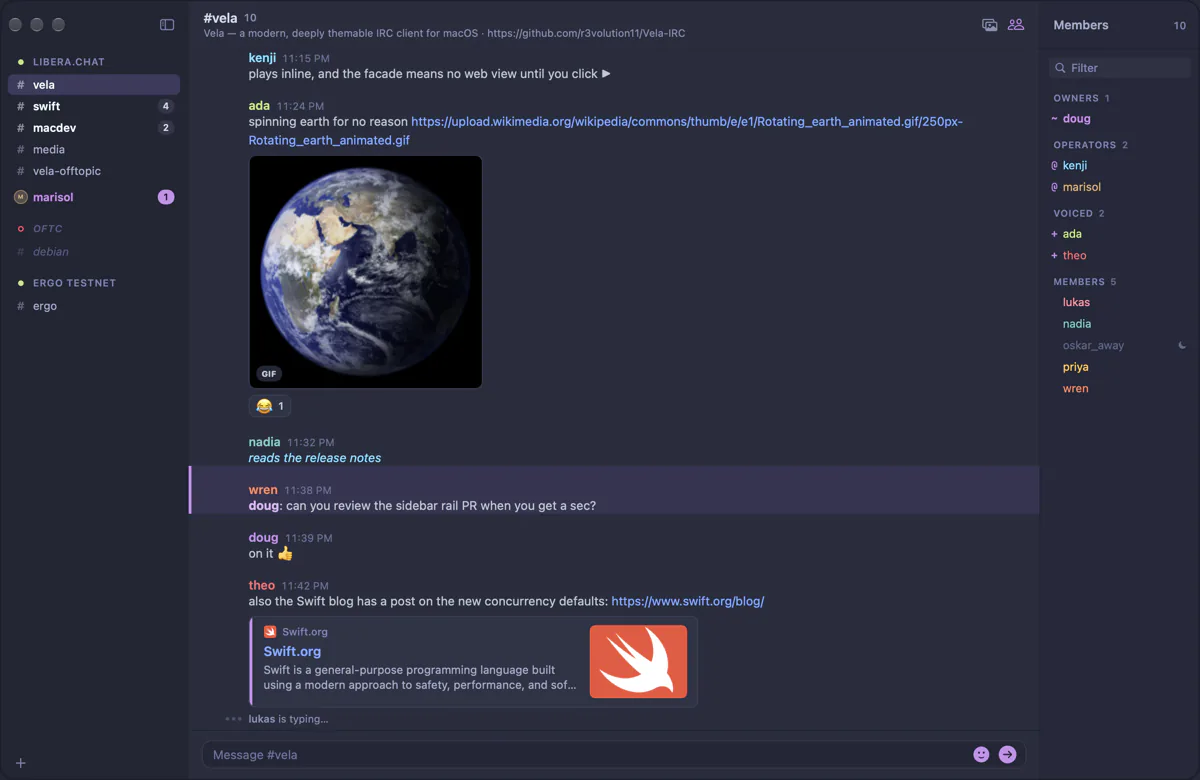 LIBERA.CHAT
# vela
# swift 4
# macdev 2
# media
# vela-offtopic
M marisol 1
OFTC
# debian
ERGO TESTNET
# ergo
+
#vela 10
Vela — a modern, deeply themable IRC client for macOS · https://github.com/r3volution11/Vela-IRC
kenji 11:15 PM
plays inline, and the facade means no web view until you click ▶
ada 11:24 PM
spinning earth for no reason https://upload.wikimedia.org/wikipedia/commons/thumb/e/e1/Rotating_earth_animated.gif/250px-
Rotating_earth_animated.gif
GIF
😂 1
nadia 11:32 PM
reads the release notes
wren 11:38 PM
doug: can you review the sidebar rail PR when you get a sec?
doug 11:39 PM
on it 👍
theo 11:42 PM
also the Swift blog has a post on the new concurrency defaults: https://www.swift.org/blog/
Swift.org
Swift.org
Swift is a general-purpose programming language built
using a modern approach to safety, performance, and sof...
lukas is typing...
Message #vela
Members 10
Filter
OWNERS 1
~ doug
OPERATORS 2
@ kenji
@ marisol
VOICED 2
+ ada
+ theo
MEMBERS 5
lukas
nadia
oskar_away
priya
wren